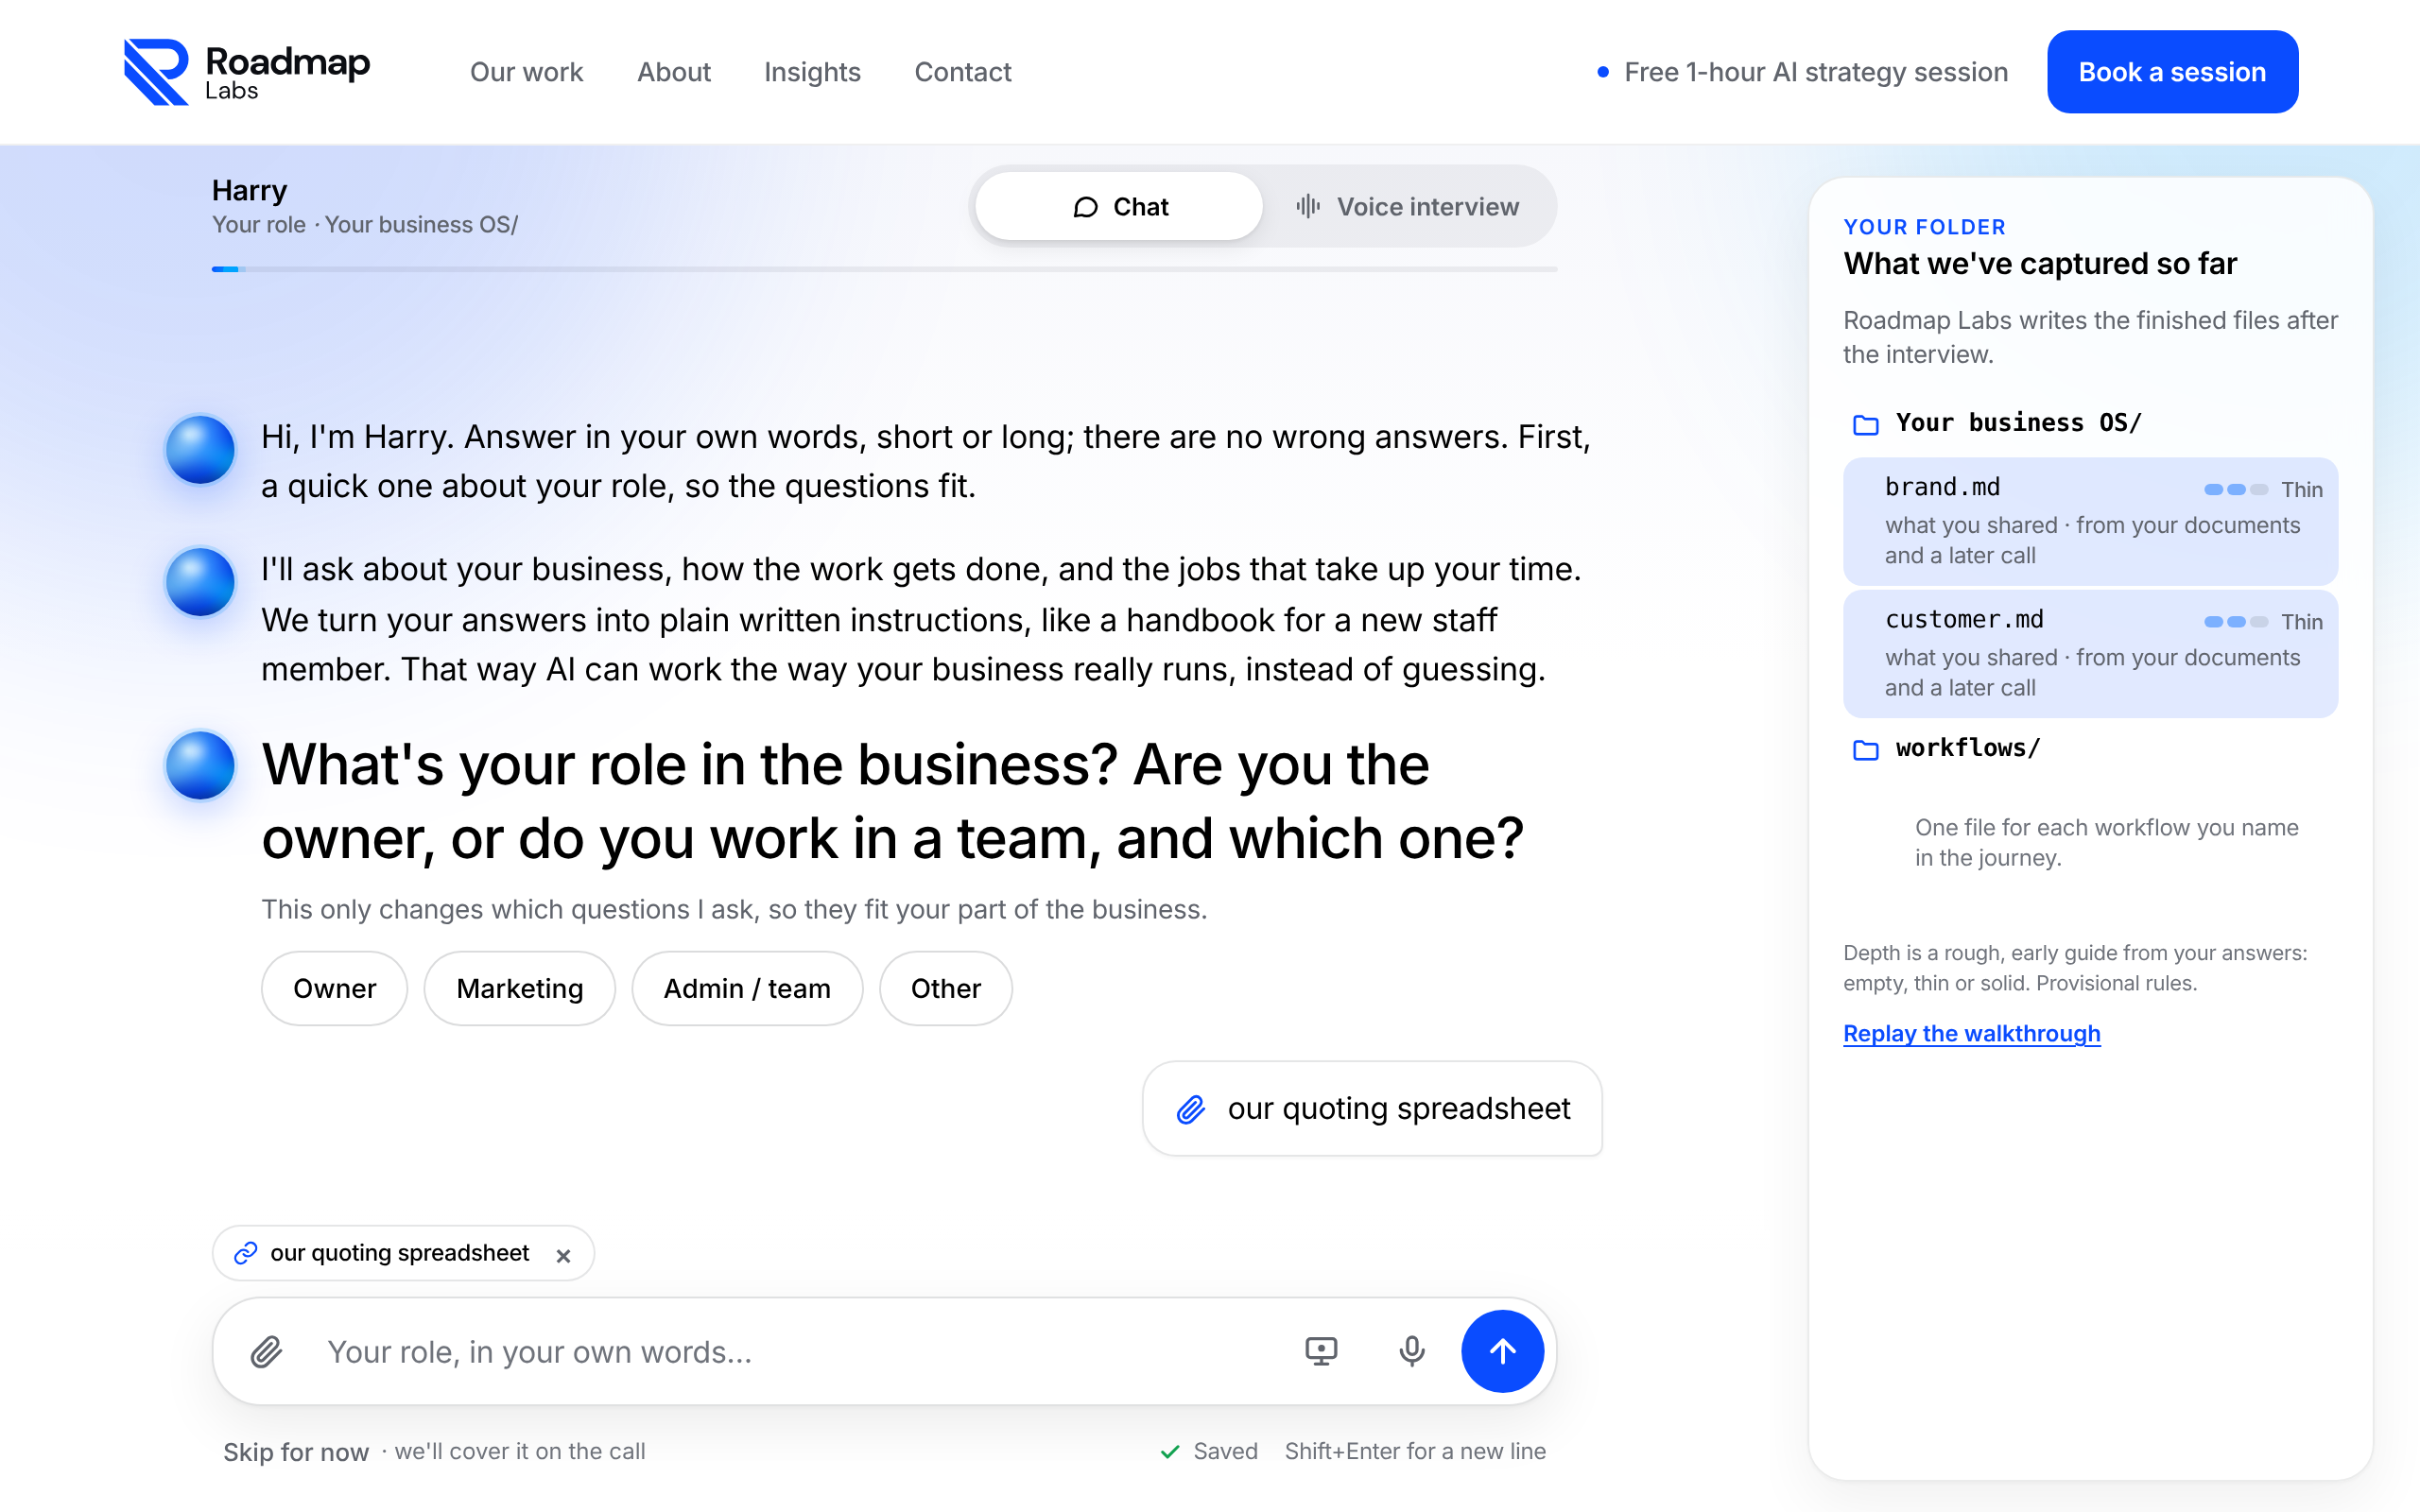 Roadmap
Labs
Our work
About
Insights
Contact
Free 1-hour AI strategy session
Book a session
Harry
Your role · Your business OS/
Chat
Voice interview
Hi, I'm Harry. Answer in your own words, short or long; there are no wrong answers. First,
a quick one about your role, so the questions fit.
I'll ask about your business, how the work gets done, and the jobs that take up your time.
We turn your answers into plain written instructions, like a handbook for a new staff
member. That way AI can work the way your business really runs, instead of guessing.
What's your role in the business? Are you the
owner, or do you work in a team, and which one?
This only changes which questions I ask, so they fit your part of the business.
Owner
Marketing
Admin / team
Other
our quoting spreadsheet
our quoting spreadsheet ×
Your role, in your own words...
Skip for now · we'll cover it on the call
Saved
Shift+Enter for a new line
YOUR FOLDER
What we've captured so far
Roadmap Labs writes the finished files after
the interview.
Your business OS/
brand.md
Thin
what you shared · from your documents
and a later call
customer.md
Thin
what you shared · from your documents
and a later call
workflows/
One file for each workflow you name
in the journey.
Depth is a rough, early guide from your answers:
empty, thin or solid. Provisional rules.
Replay the walkthrough